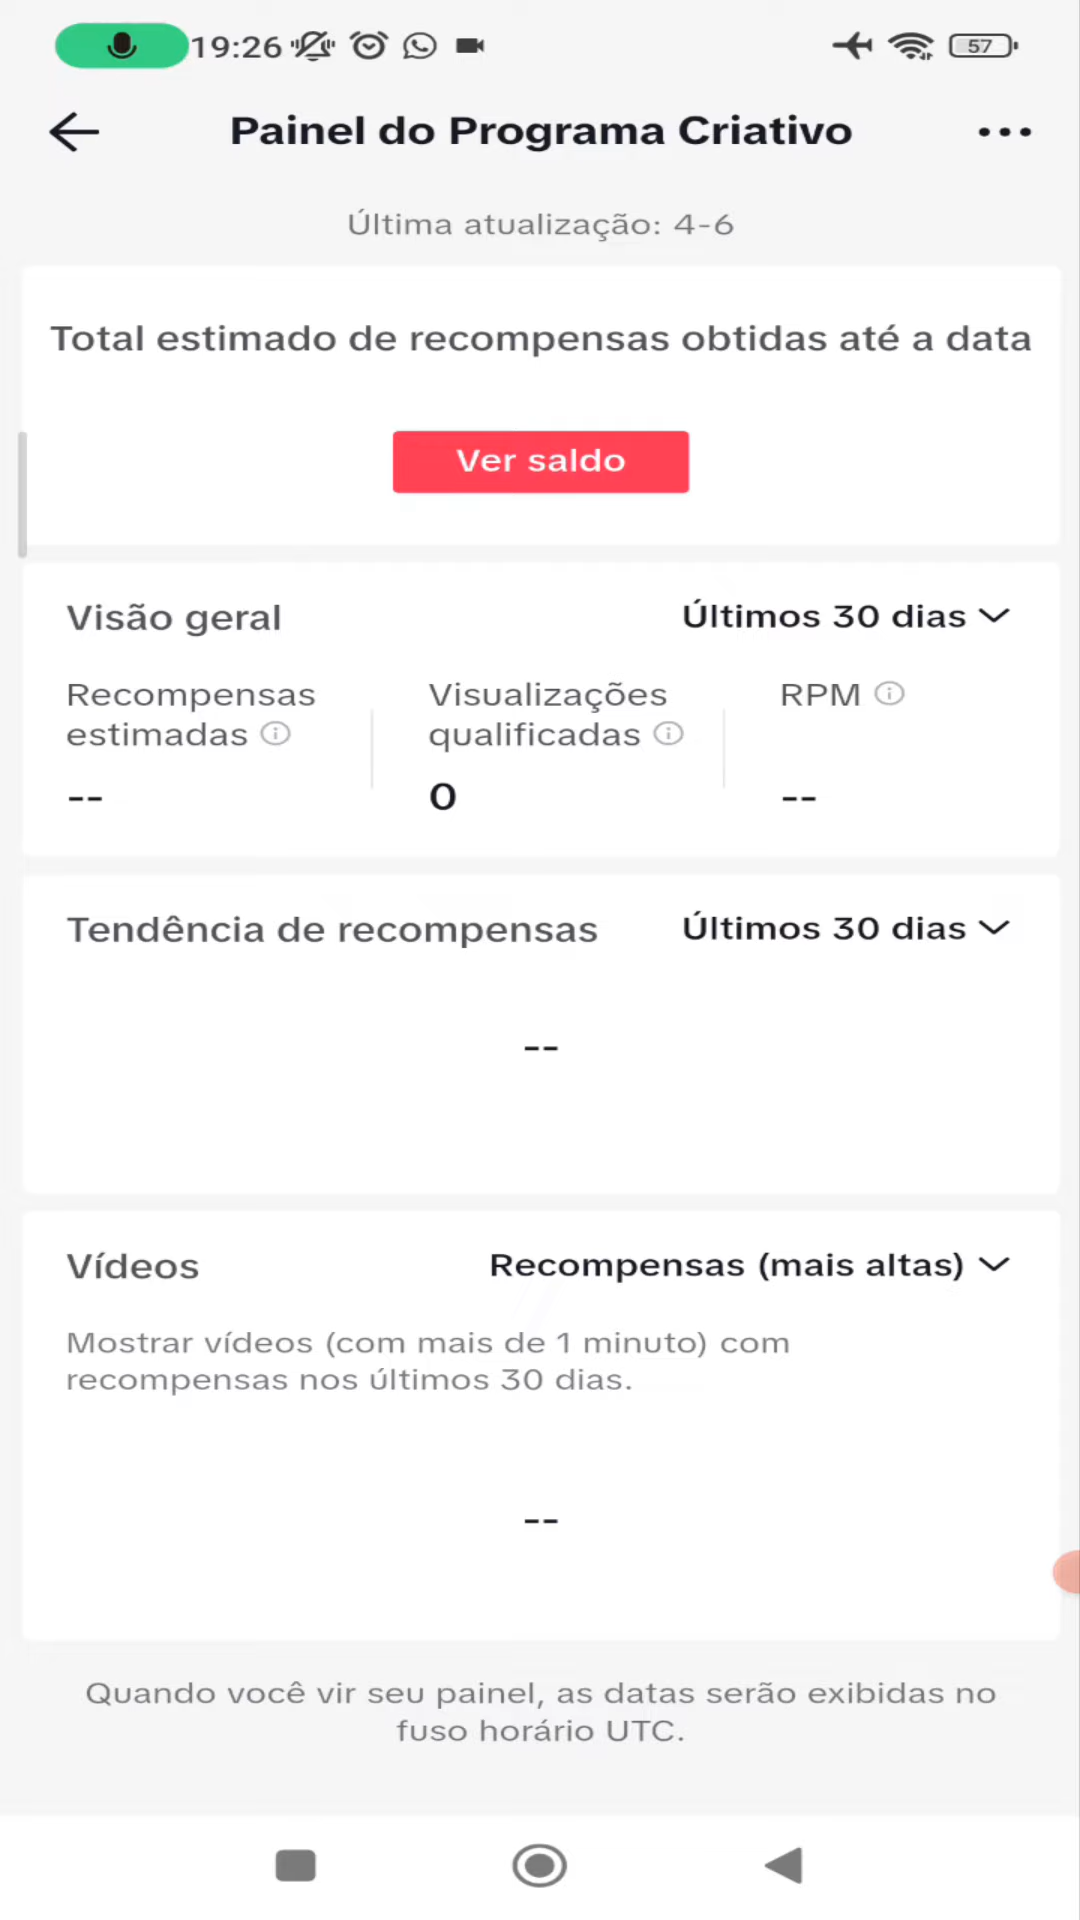 19:26
57
Painel do Programa Criativo
Última atualização: 4-6
Total estimado de recompensas obtidas até a data
Ver saldo
Visão geral
Últimos 30 dias
Recompensas
estimadas
Visualizações
qualificadas
RPM
--
0
--
Tendência de recompensas
Últimos 30 dias
--
Vídeos
Recompensas (mais altas)
Mostrar vídeos (com mais de 1 minuto) com
recompensas nos últimos 30 dias.
--
Quando você vir seu painel, as datas serão exibidas no
fuso horário UTC.